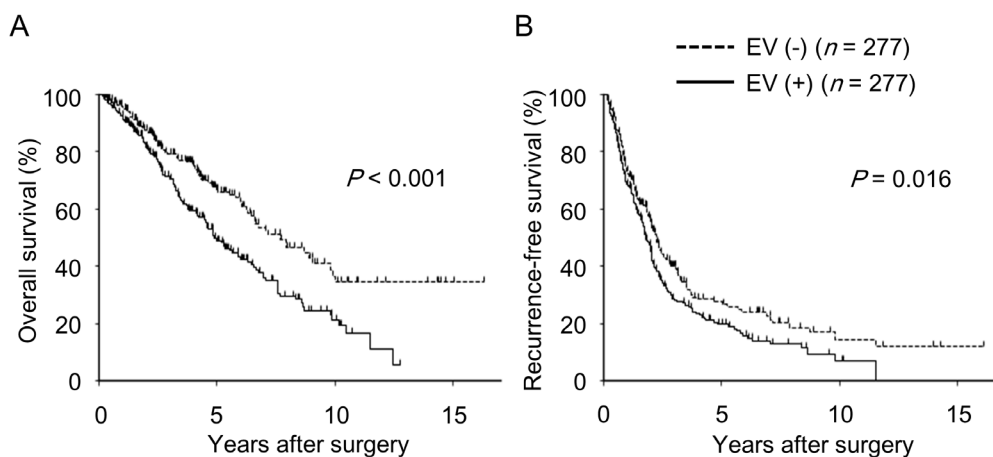 A
B
EV (-) (n = 277)
EV (+) (n = 277)
Overall survival (%)
100
80
60
40
20
0
P < 0.001
0 5 10 15
Years after surgery
Recurrence-free survival (%)
100
80
60
40
20
0
P = 0.016
0 5 10 15
Years after surgery